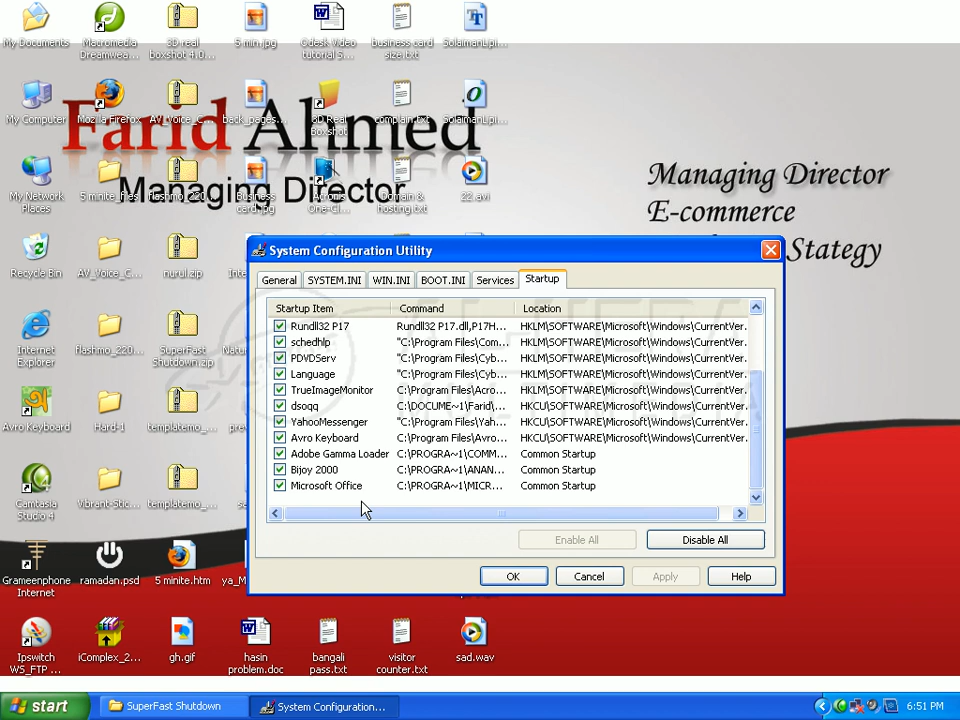 My Documents
Macromedia
Dreamwea...
3D real
boxshot 4.0...
5 min.jpg
Odesk Video
tutorial S...
business card
size.txt
SolaimanLipi...
My Computer
Mozilla Firefox
AV_Voice_C...
back_pages...
3D Real
Boxshot
complain.txt
SolaimanLipi...
Farid Ahmed
Managing Director
Managing Director
E-commerce
Stategy
My Network
Places
5 minite_files
flashmo_220...
Business
card.jpg
Acronis
One-Cl...
Domain &
hosting.txt
22.avi
Recycle Bin
AV_Voice_C...
nurul.zip
Internet
Explorer
flashmo_220...
SuperFast
Shutdown.zip
Avro Keyboard
Hard-1
templatemo_...
Camtasia
Studio 4
Vibrant-Stic...
templatemo_...
Grameenphone
Internet
ramadan.psd
5 minite.htm
ya_M
Ipswitch
WS_FTP ...
iComplex_2...
gh.gif
hasin
problem.doc
bangali
pass.txt
visitor
counter.txt
sad.wav
System Configuration Utility
General
SYSTEM.INI
WIN.INI
BOOT.INI
Services
Startup
Startup Item
Command
Location
Rundll32 P17
Rundll32 P17.dll,P17H...
HKLM\SOFTWARE\Microsoft\Windows\CurrentVer.
schedhlp
"C:\Program Files\Com...
HKLM\SOFTWARE\Microsoft\Windows\CurrentVer.
PDVDServ
"C:\Program Files\Cyb...
HKLM\SOFTWARE\Microsoft\Windows\CurrentVer.
Language
"C:\Program Files\Cyb...
HKLM\SOFTWARE\Microsoft\Windows\CurrentVer.
TrueImageMonitor
C:\Program Files\Acro...
HKLM\SOFTWARE\Microsoft\Windows\CurrentVer.
dsoqq
C:\DOCUME~1\Farid\...
HKCU\SOFTWARE\Microsoft\Windows\CurrentVer.
YahooMessenger
"C:\Program Files\Yah...
HKCU\SOFTWARE\Microsoft\Windows\CurrentVer.
Avro Keyboard
C:\Program Files\Avro...
HKCU\SOFTWARE\Microsoft\Windows\CurrentVer.
Adobe Gamma Loader
C:\PROGRA~1\COMM...
Common Startup
Bijoy 2000
C:\PROGRA~1\ANAN...
Common Startup
Microsoft Office
C:\PROGRA~1\MICR...
Common Startup
Enable All
Disable All
OK
Cancel
Apply
Help
start
SuperFast Shutdown
System Configuration...
6:51 PM